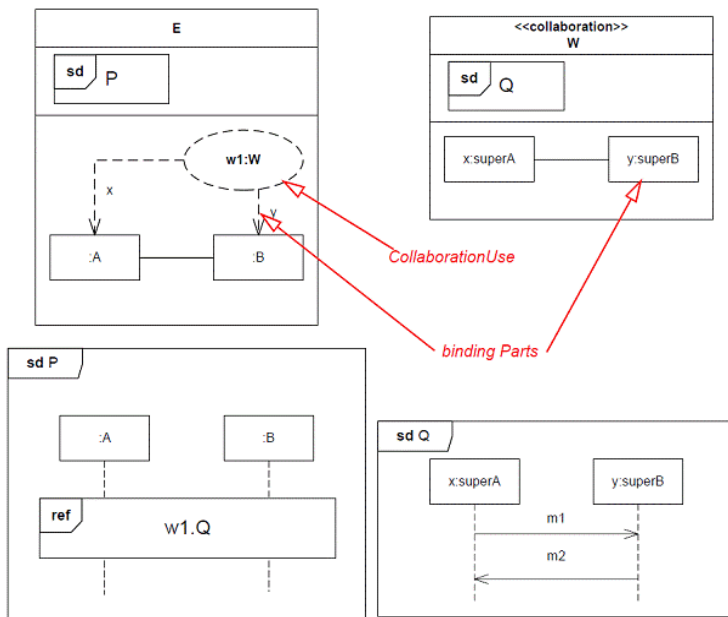 E
sd P
w1:W
x
y
:A
:B
CollaborationUse
<<collaboration>>
W
sd Q
x:superA
y:superB
binding Parts
sd P
:A
:B
ref
w1.Q
sd Q
x:superA
y:superB
m1
m2